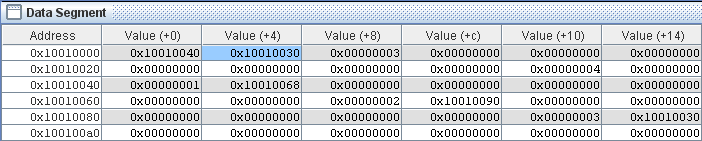 Data Segment
Address Value (+0) Value (+4) Value (+8) Value (+c) Value (+10) Value (+14)
0x10010000 0x10010040 0x10010030 0x00000003 0x00000000 0x00000000 0x00000000
0x10010020 0x00000000 0x00000000 0x00000000 0x00000000 0x00000004 0x00000000
0x10010040 0x00000001 0x10010068 0x00000000 0x00000000 0x00000000 0x00000000
0x10010060 0x00000000 0x00000000 0x00000002 0x10010090 0x00000000 0x00000000
0x10010080 0x00000000 0x00000000 0x00000000 0x00000000 0x00000003 0x10010030
0x100100a0 0x00000000 0x00000000 0x00000000 0x00000000 0x00000000 0x00000000